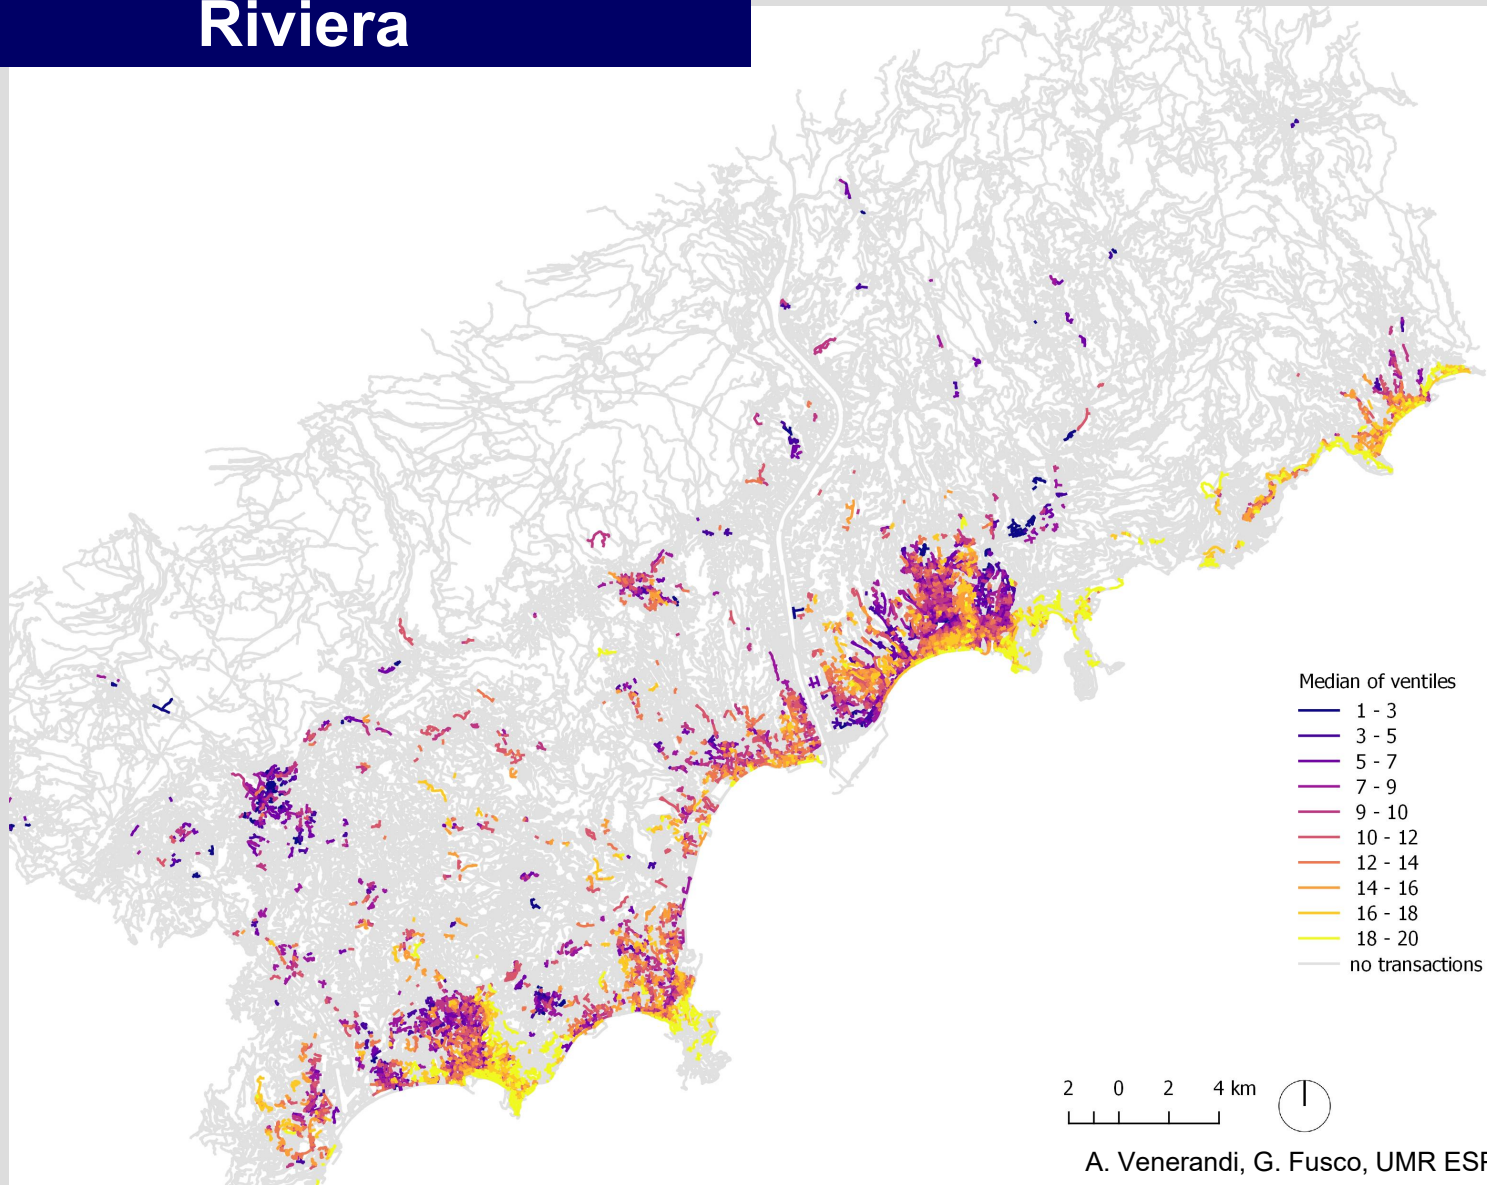 Riviera
Median of ventiles
1 - 3
3 - 5
5 - 7
7 - 9
9 - 10
10 - 12
12 - 14
14 - 16
16 - 18
18 - 20
no transactions
2 0 2 4 km
A. Venerandi, G. Fusco, UMR